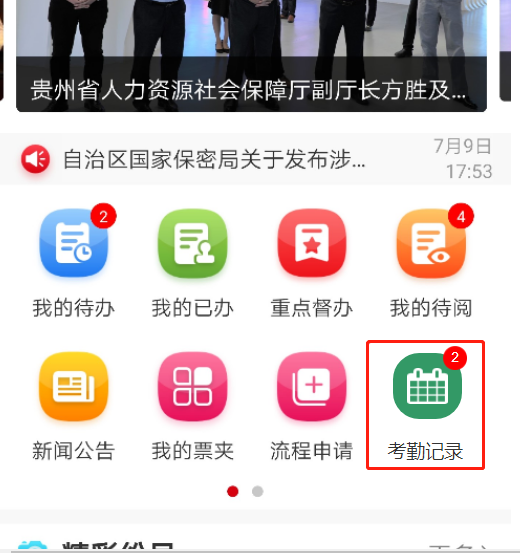 贵州省人力资源社会保障厅副厅长方胜及...
自治区国家保密局关于发布涉...
7月9日
17:53
2
4
我的待办
我的已办
重点督办
我的待阅
2
新闻公告
我的票夹
流程申请
考勤记录